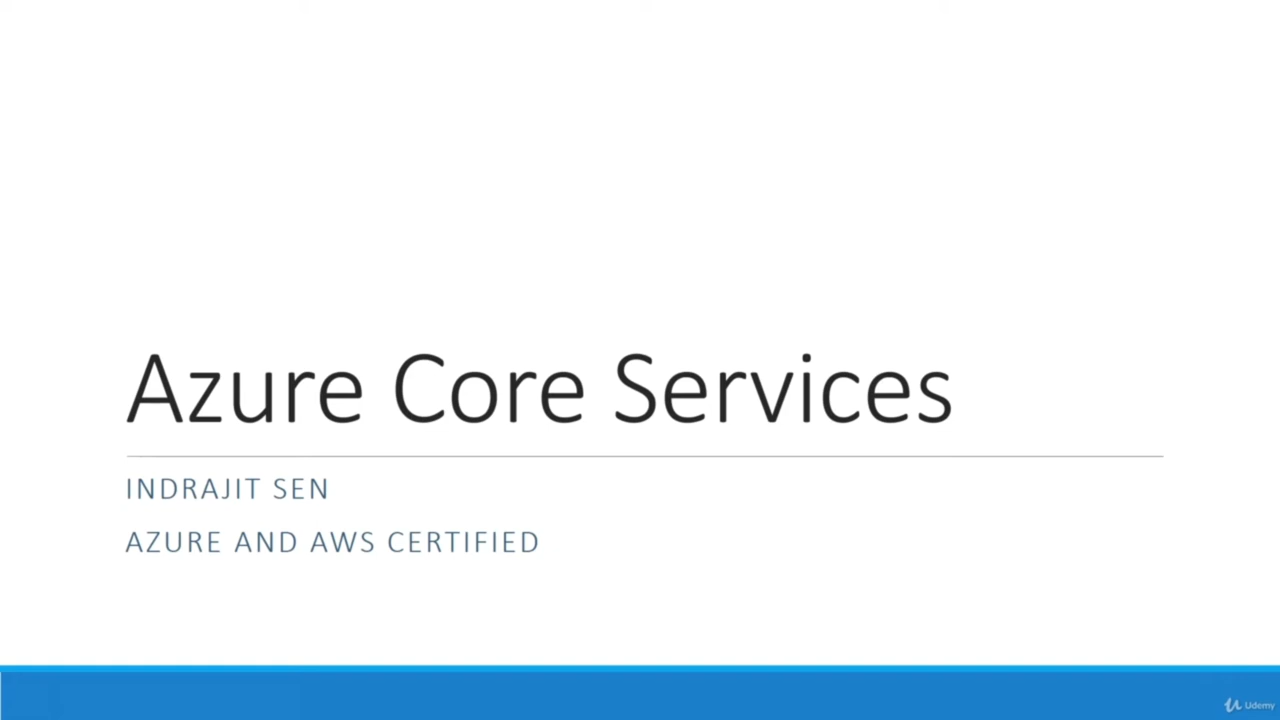 Azure Core Services
INDRAJIT SEN
AZURE AND AWS CERTIFIED
Udemy